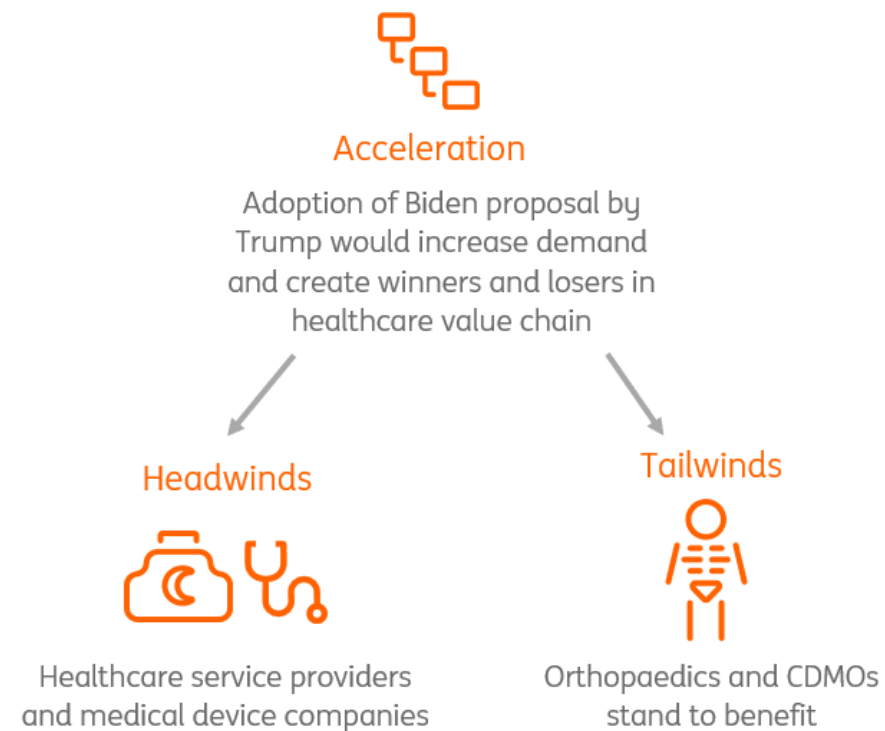 Acceleration
Adoption of Biden proposal by
Trump would increase demand
and create winners and losers in
healthcare value chain
Headwinds
Healthcare service providers
and medical device companies
Tailwinds
Orthopaedics and CDMOs
stand to benefit